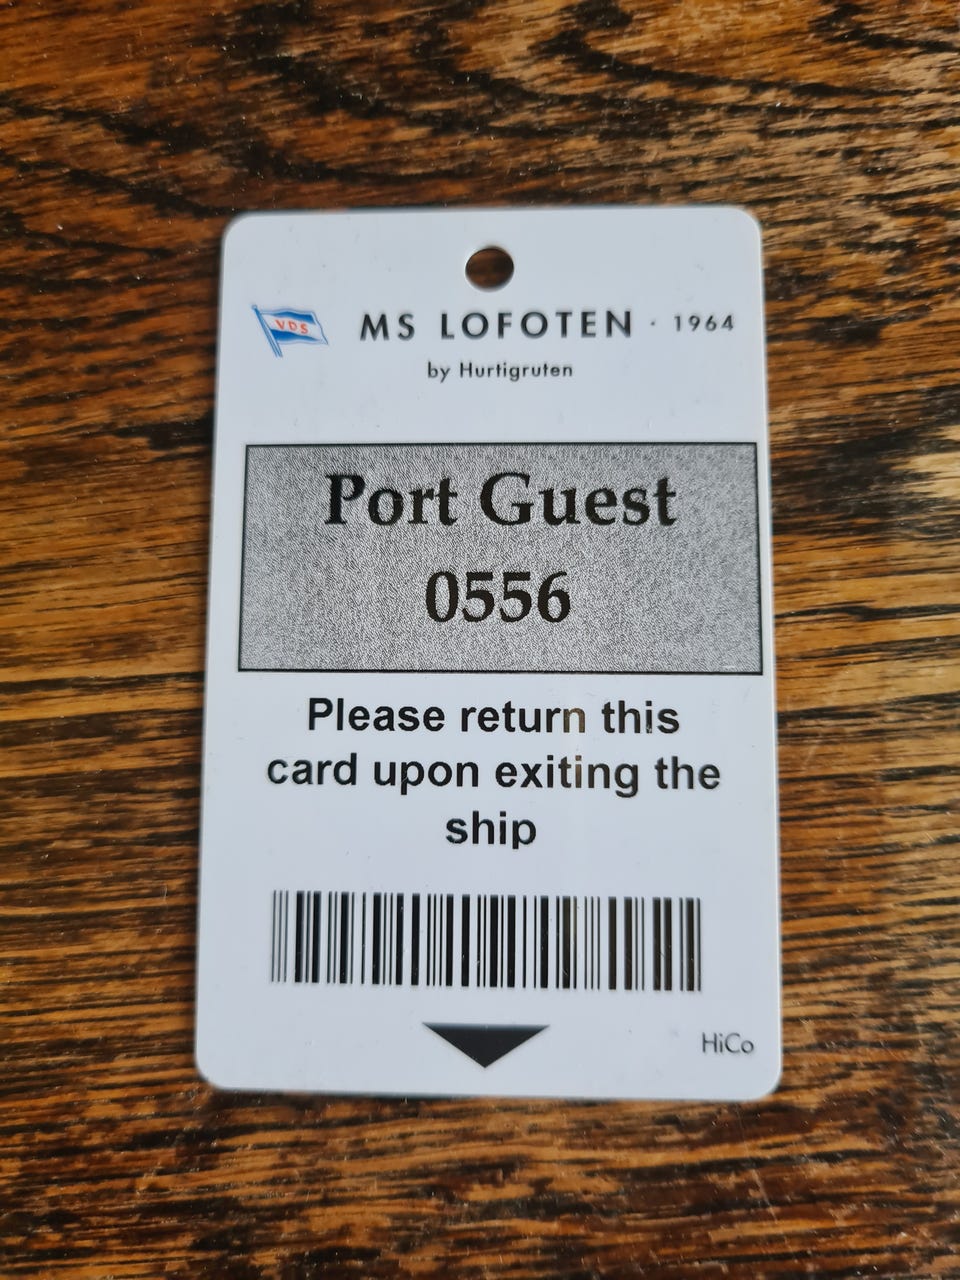 VDS
MS LOFOTEN · 1964
by Hurtigruten
Port Guest
0556
Please return this
card upon exiting the
ship
HiCo